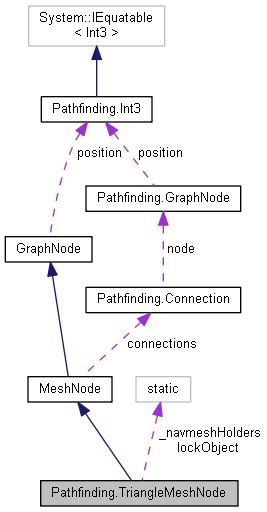 System::IEquatable
< Int3 >
Pathfinding.Int3
position
position
Pathfinding.GraphNode
GraphNode
node
Pathfinding.Connection
connections
MeshNode
static
_navmeshHolders
lockObject
Pathfinding.TriangleMeshNode